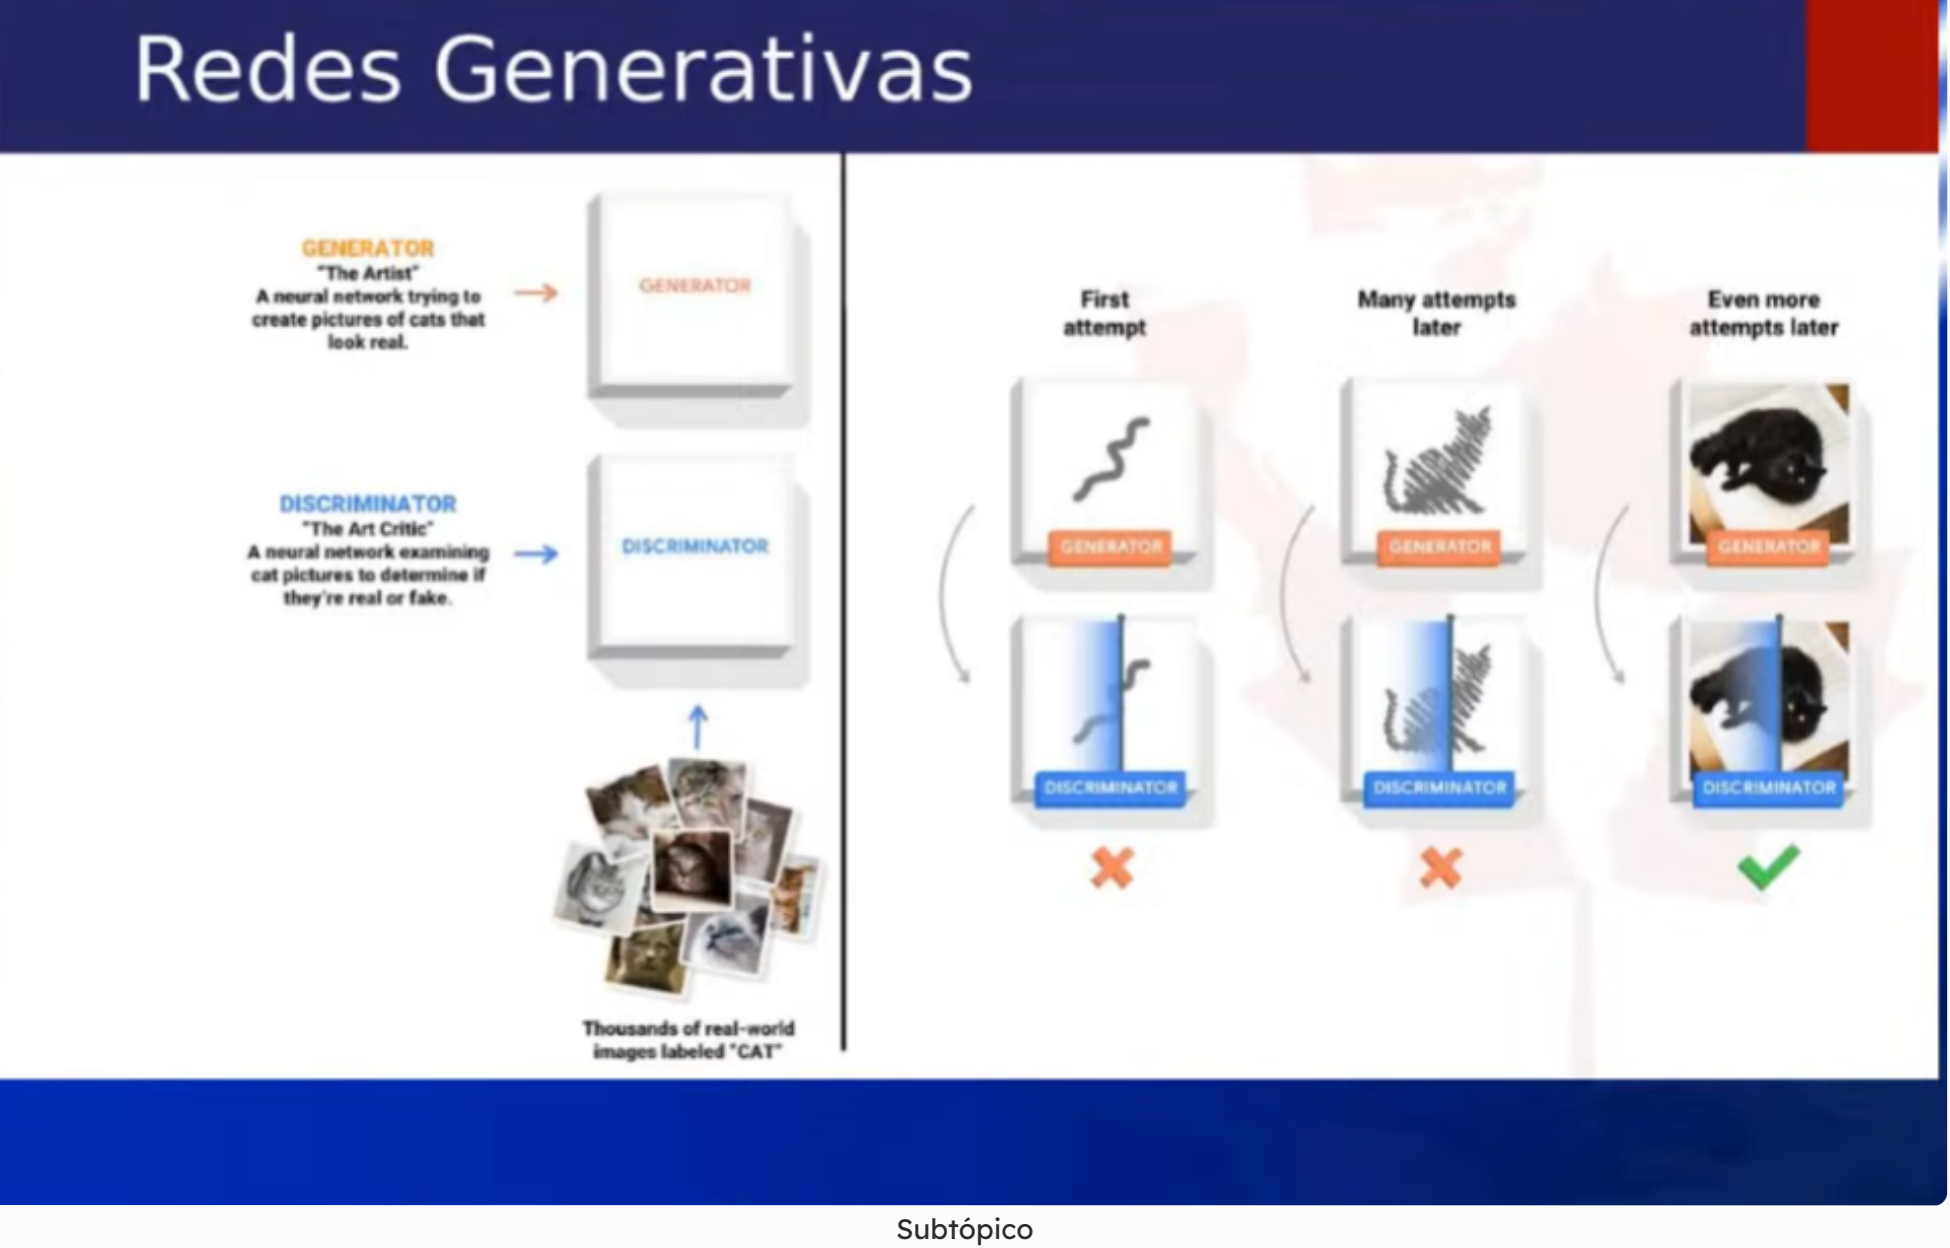 Redes Generativas
GENERATOR
"The Artist"
A neural network trying to
create pictures of cats that
look real.
GENERATOR
DISCRIMINATOR
"The Art Critic"
A neural network examining
cat pictures to determine if
they're real or fake.
DISCRIMINATOR
Thousands of real-world
images labeled "CAT"
First
attempt
GENERATOR
DISCRIMINATOR
Many attempts
later
GENERATOR
DISCRIMINATOR
Even more
attempts later
GENERATOR
DISCRIMINATOR
Subtópico